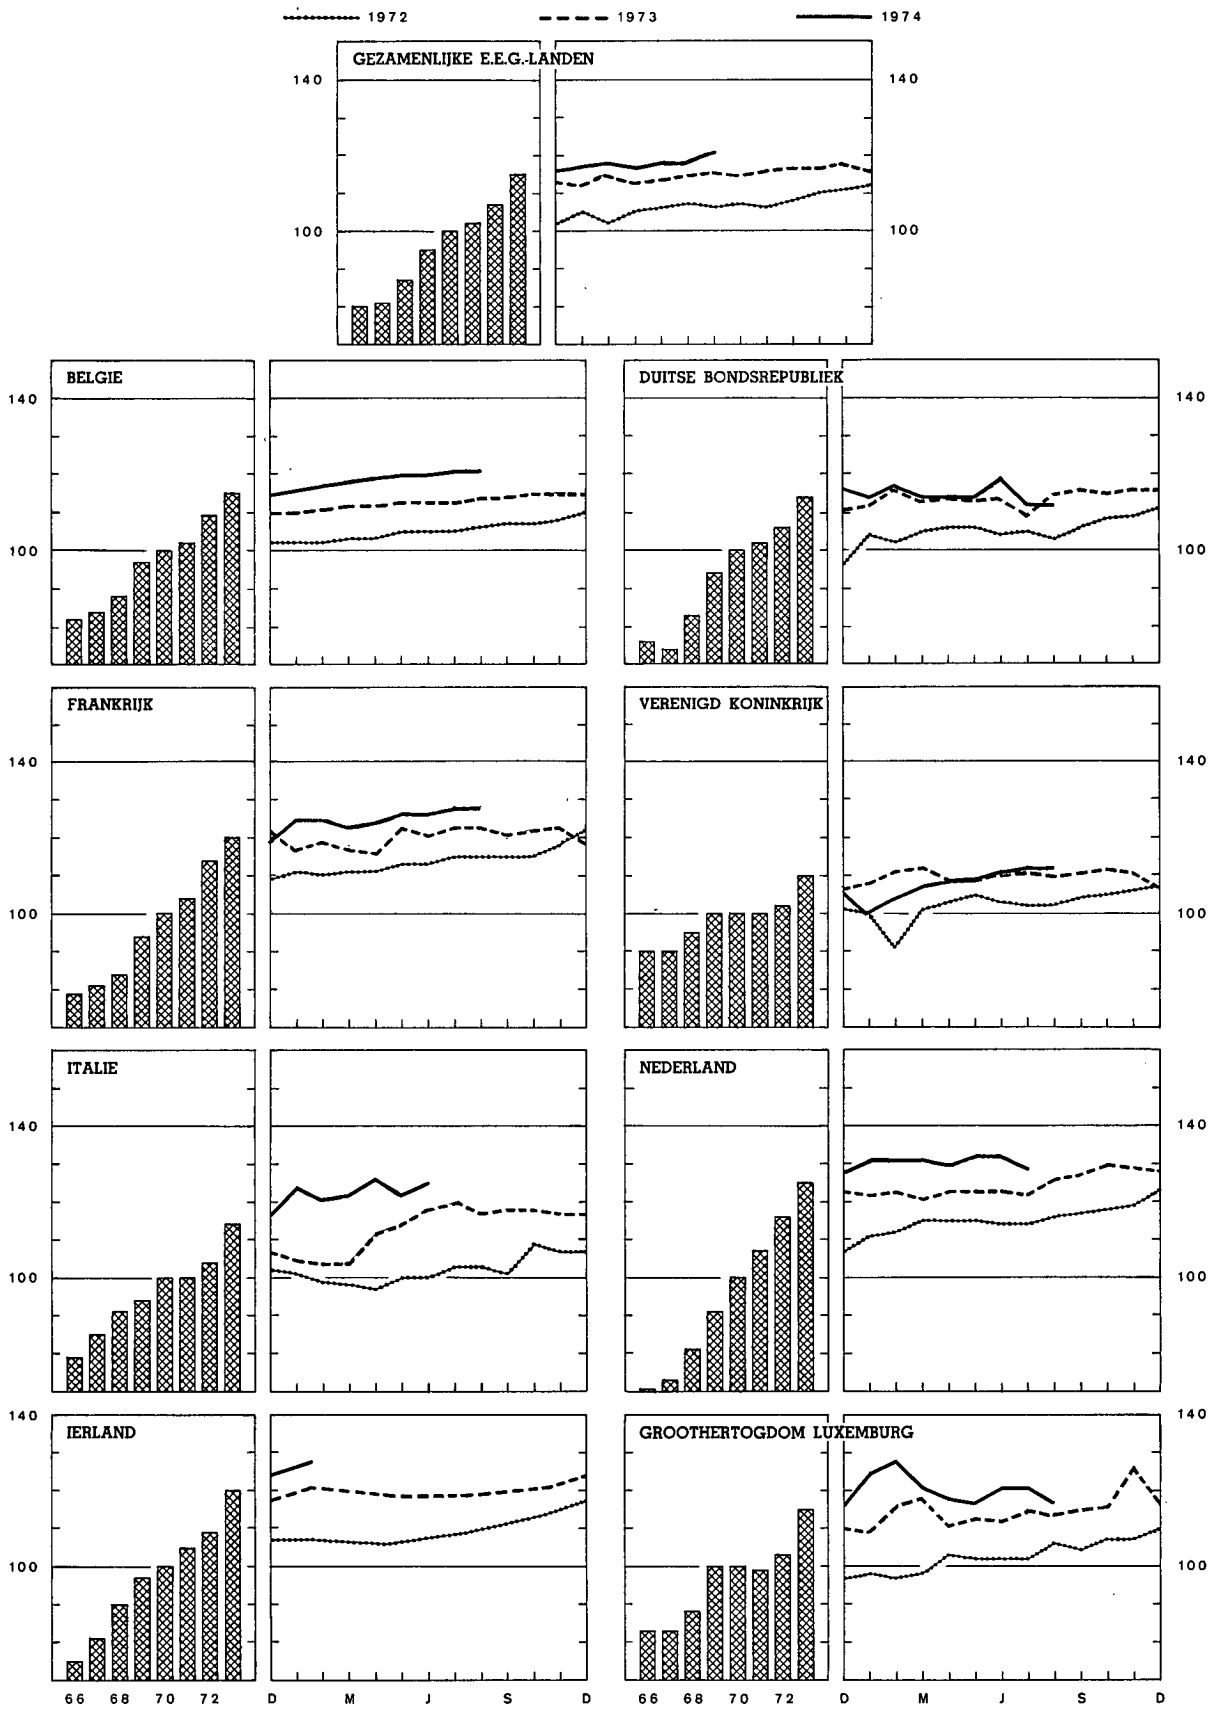 1972 1973 1974
GEZAMENLIJKE E.E.G.-LANDEN
140 140
100 100
BELGIE DUITSE BONDSREPUBLIEK
140 140
100 100
FRANKRIJK VERENIGD KONINKRIJK
140 140
100 100
ITALIE NEDERLAND
140 140
100 100
140 140
IERLAND GROOTHERTOGDOM LUXEMBURG
100 100
66 68 70 72 D M J S D 66 70 72 D M J S D